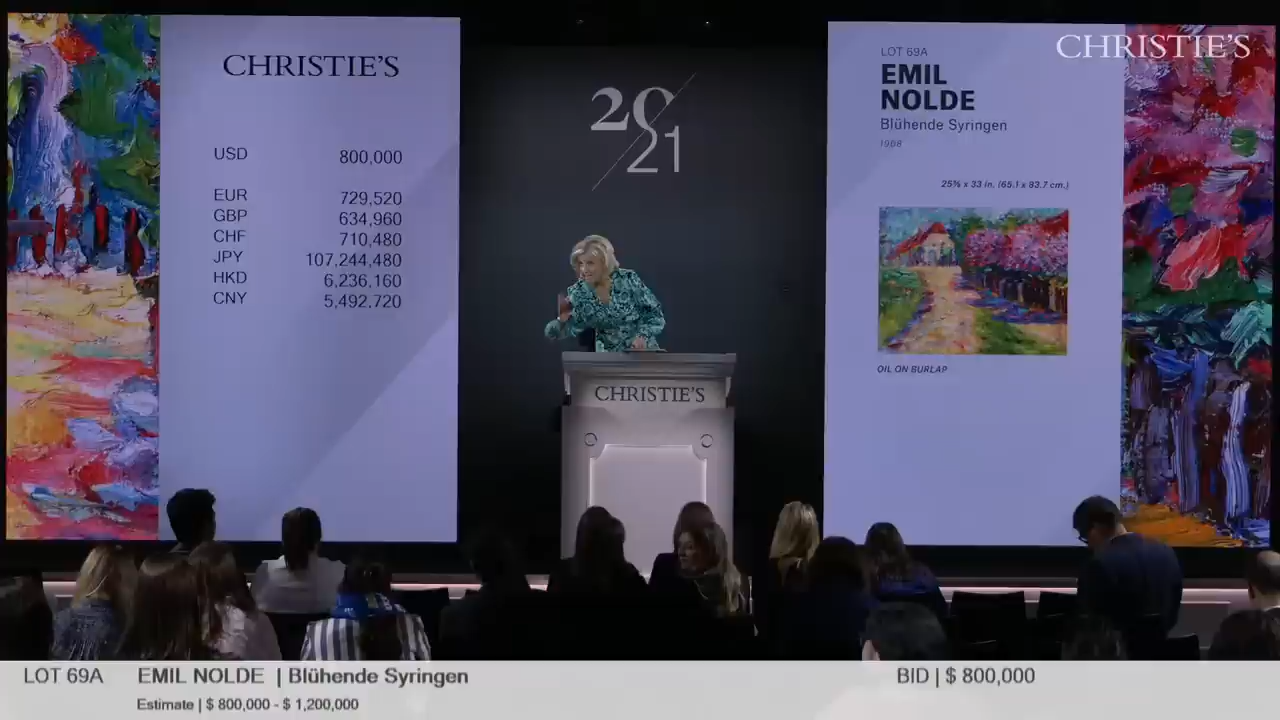 CHRISTIE'S
USD 800,000
EUR 729,520
GBP 634,960
CHF 710,480
JPY 107,244,480
HKD 6,236,160
CNY 5,492,720
20
21
CHRISTIE'S
LOT 69A
CHRISTIE'S
EMIL
NOLDE
Blühende Syringen
1908
25⅝ x 33 in. (65.1 x 83.7 cm.)
OIL ON BURLAP
LOT 69A EMIL NOLDE | Blühende Syringen BID | $ 800,000
Estimate | $ 800,000 - $ 1,200,000